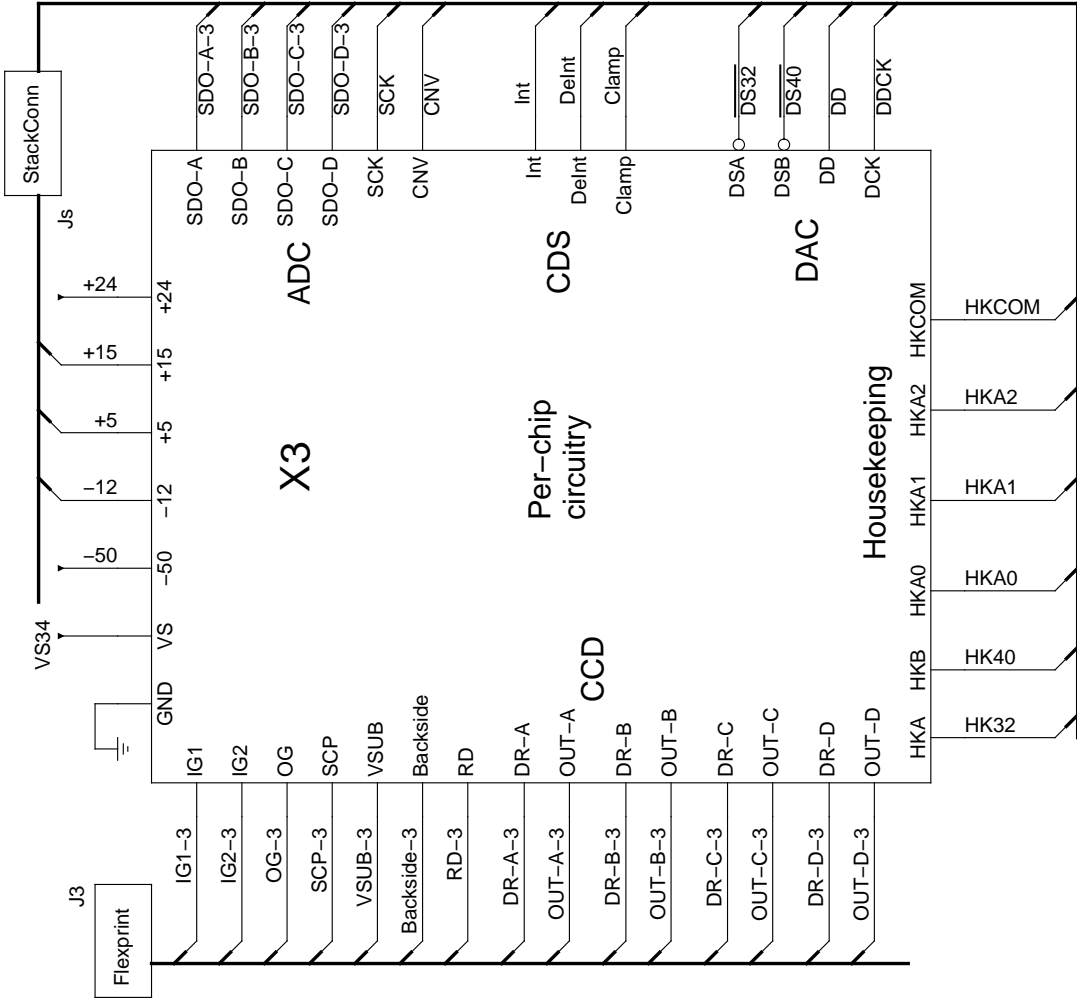 StackConn
Js
SDO−A−3
SDO−B−3
SDO−C−3
SDO−D−3
SCK
CNV
Int
DeInt
Clamp
DS32
DS40
DD
DDCK
SDO−A
SDO−B
SDO−C
SDO−D
SCK
CNV
Int
DeInt
Clamp
DSA
DSB
DD
DCK
ADC
CDS
DAC
+24
+15
+5
−12
−50
VS34
+24
+15
+5
−12
−50
VS
GND
X3
Per−chip
circuitry
Housekeeping
CCD
HKCOM
HKA2
HKA1
HKA0
HKB
HKA
HKCOM
HKA2
HKA1
HKA0
HK40
HK32
IG1
IG2
OG
SCP
VSUB
Backside
RD
DR−A
OUT−A
DR−B
OUT−B
DR−C
OUT−C
DR−D
OUT−D
IG1−3
IG2−3
OG−3
SCP−3
VSUB−3
Backside−3
RD−3
DR−A−3
OUT−A−3
DR−B−3
OUT−B−3
DR−C−3
OUT−C−3
DR−D−3
OUT−D−3
J3
Flexprint